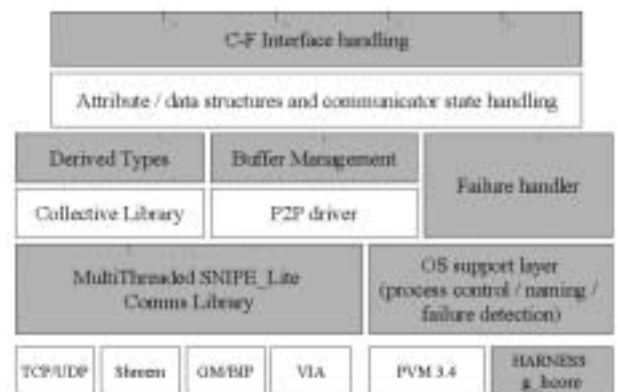 C-F Interface handling
Attribute / data structures and communicator state handling
Derived Types
Buffer Management
Failure handler
Collective Library
P2P driver
MultiThreaded SNIPE_Lite
Comms Library
OS support layer
(process control / naming /
failure detection)
TCP/UDP
Shmem
GM/BIP
VIA
PVM 3.4
HARNESS
g_hcore